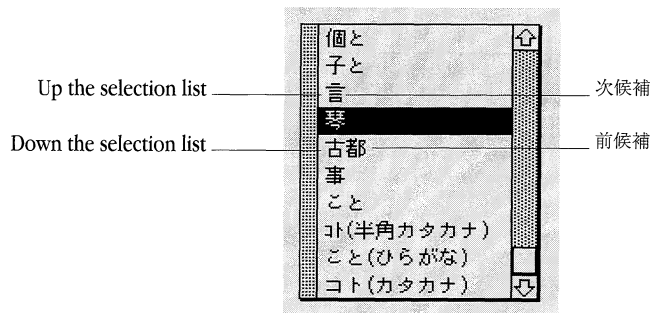 個と
子と
Up the selection list
言
次候補
琴
Down the selection list
古都
前候補
事
こと
コト(半角カタカナ)
こと(ひらがな)
コト(カタカナ)